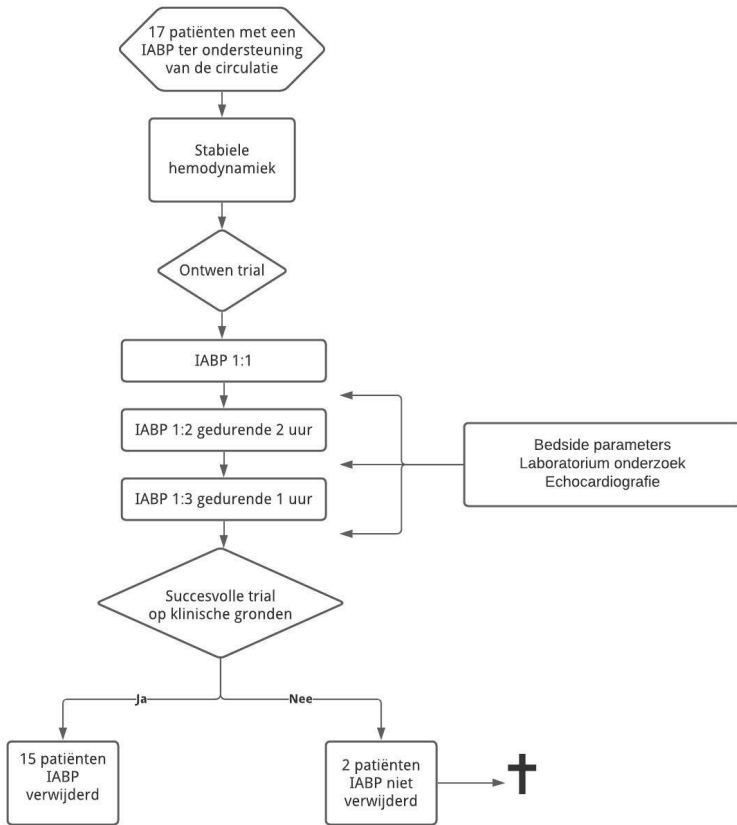 17 patiënten met een
IABP ter ondersteuning
van de circulatie
Stabiele
hemodynamiek
Ontwen trial
IABP 1:1
IABP 1:2 gedurende 2 uur
IABP 1:3 gedurende 1 uur
Bedside parameters
Laboratorium onderzoek
Echocardiografie
Succesvolle trial
op klinische gronden
Ja
Nee
15 patiënten
IABP
verwijderd
2 patiënten
IABP niet
verwijderd